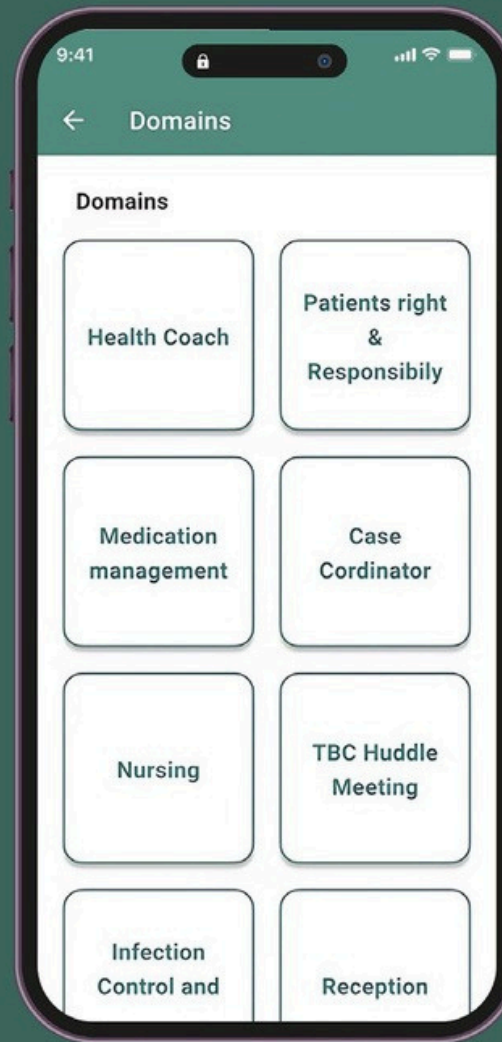 9:41
Domains
Domains
Health Coach
Patients right
&
Responsibily
Medication
management
Case
Cordinator
Nursing
TBC Huddle
Meeting
Infection
Control and
Reception